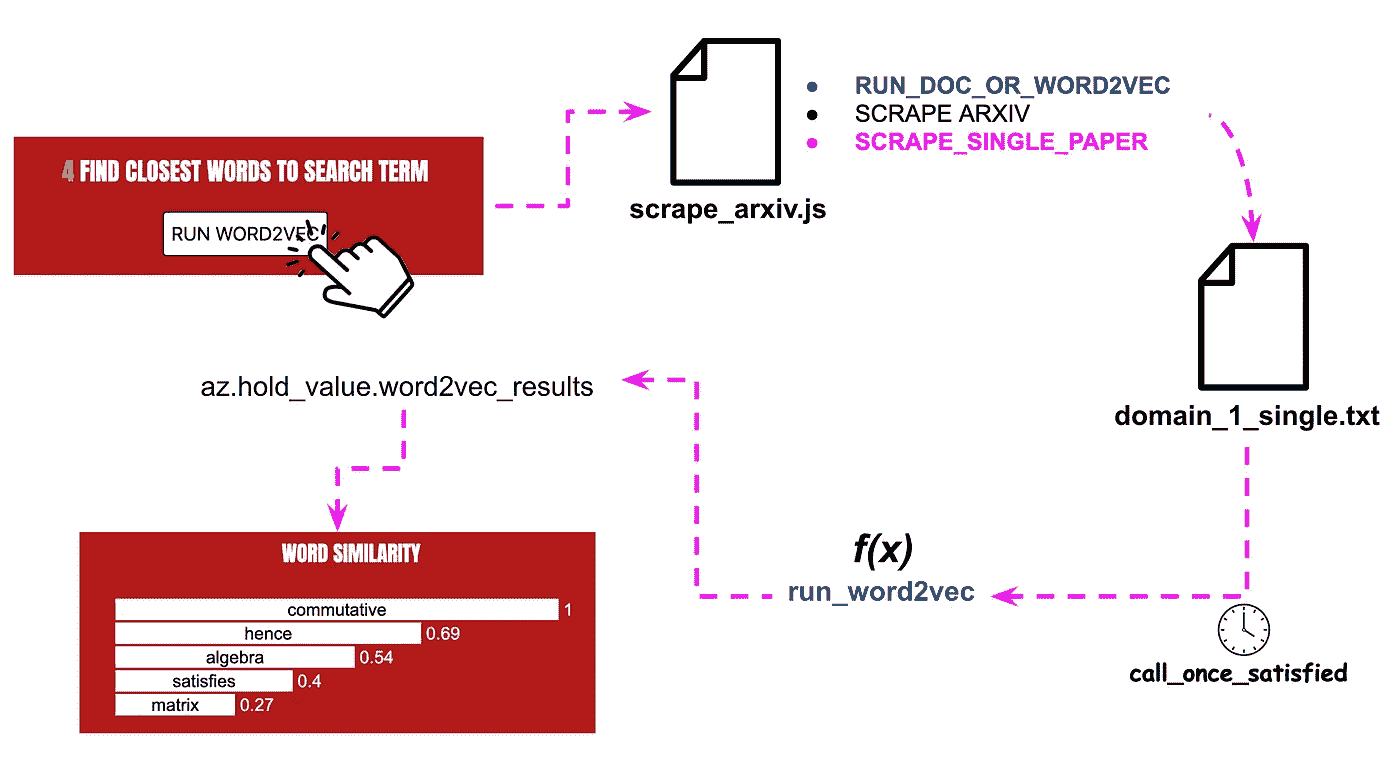 4 FIND CLOSEST WORDS TO SEARCH TERM
RUN WORD2VEC
scrape_arxiv.js
RUN_DOC_OR_WORD2VEC
SCRAPE ARXIV
SCRAPE_SINGLE_PAPER
domain_1_single.txt
call_once_satisfied
f(x)
run_word2vec
az.hold_value.word2vec_results
WORD SIMILARITY
commutative 1
hence 0.69
algebra 0.54
satisfies 0.4
matrix 0.27